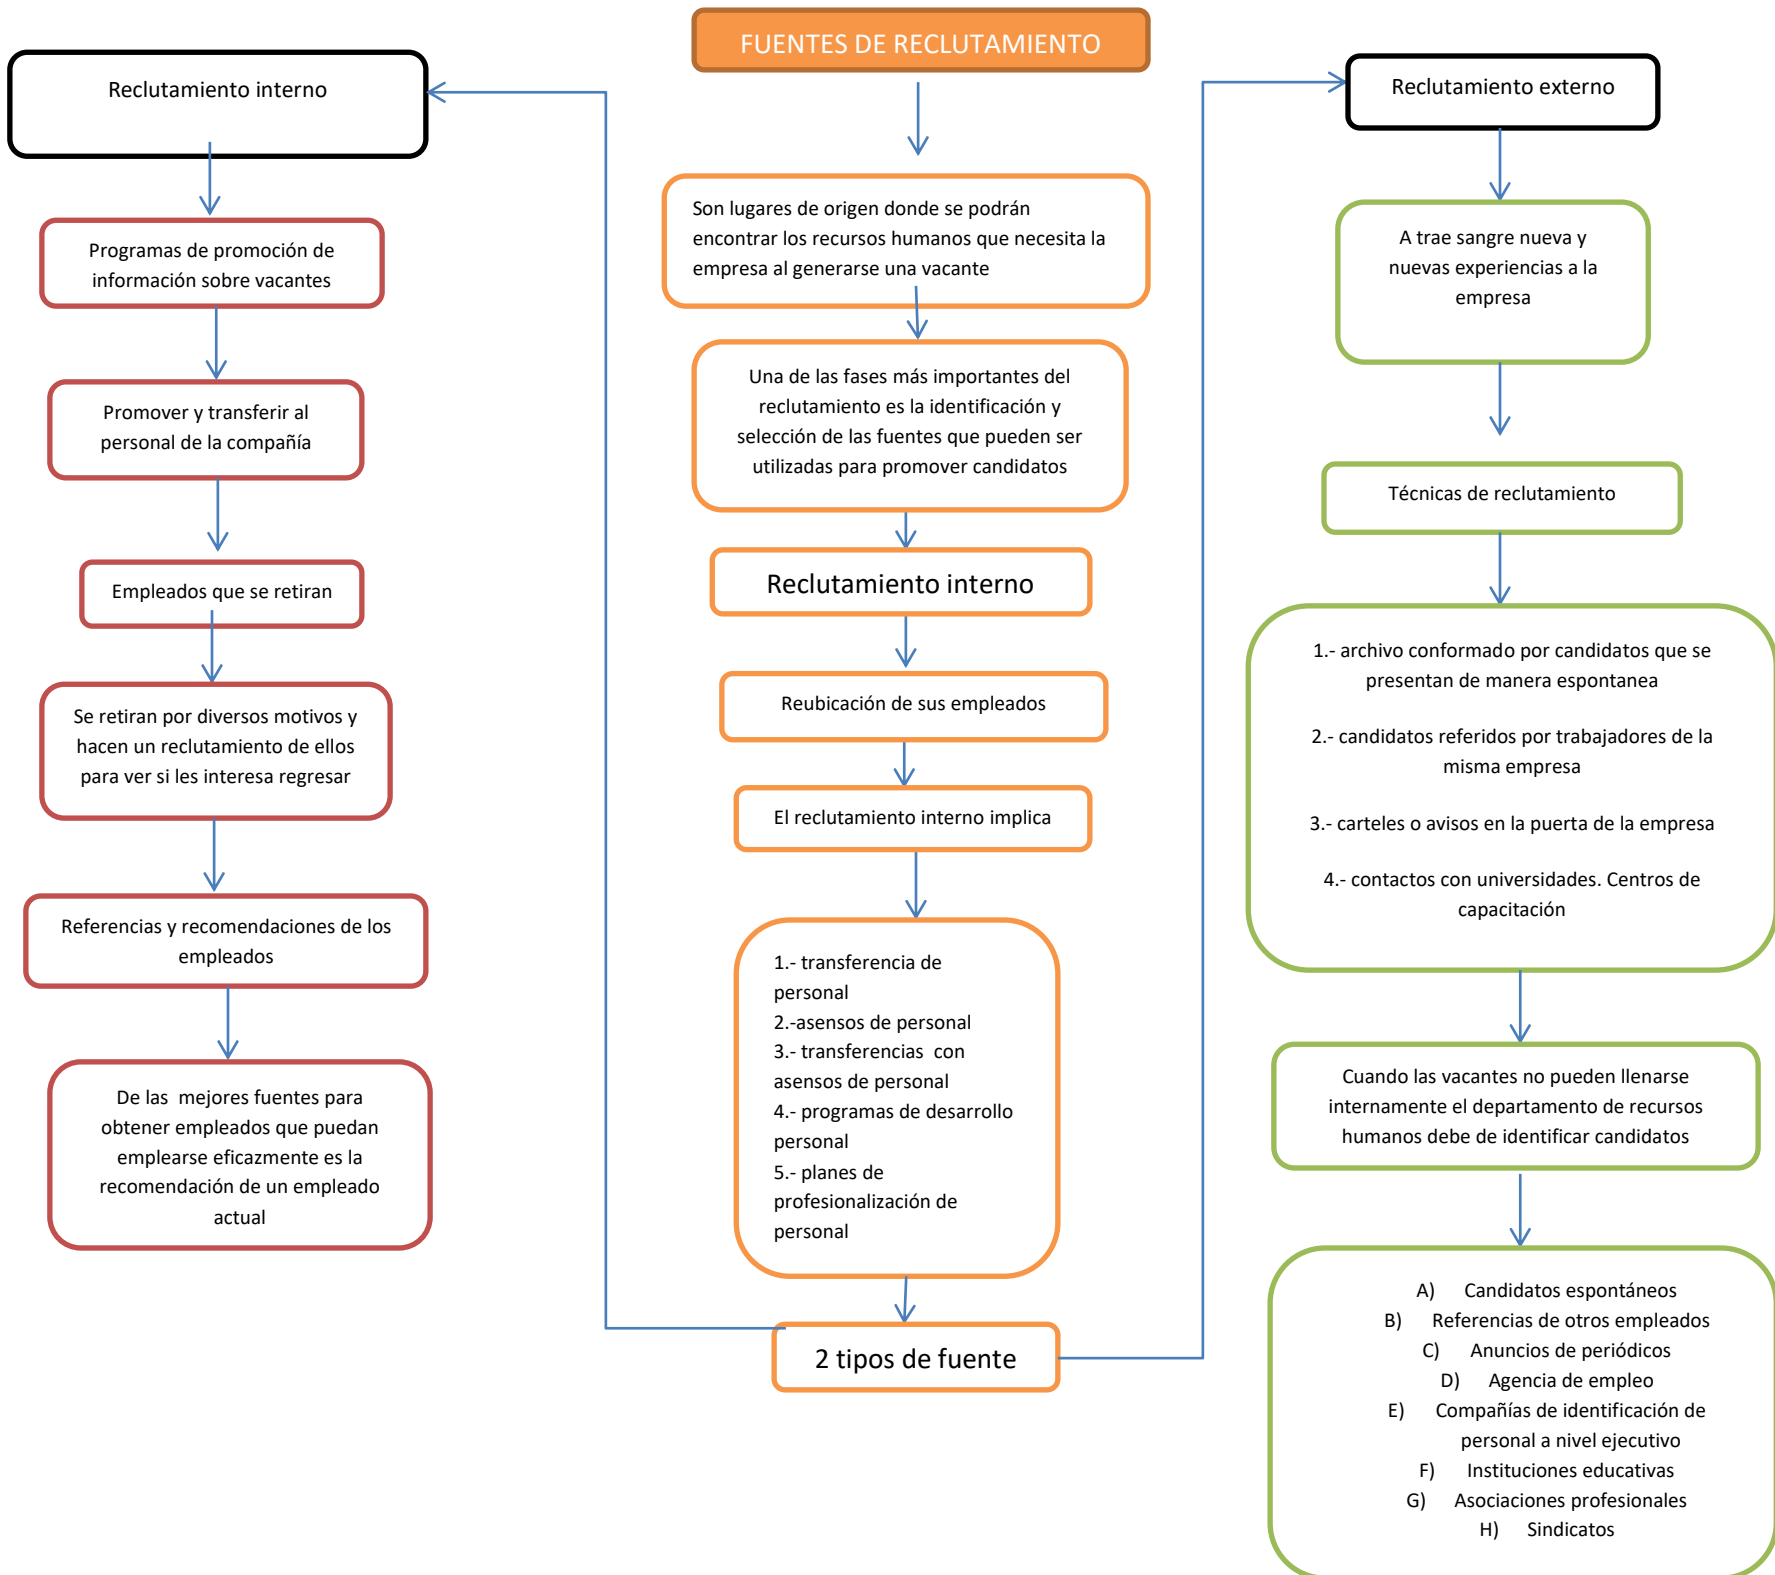 FUENTES DE RECLUTAMIENTO
Reclutamiento interno
Programas de promoción de
información sobre vacantes
Promover y transferir al
personal de la compañía
Empleados que se retiran
Se retiran por diversos motivos y
hacen un reclutamiento de ellos
para ver si les interesa regresar
Referencias y recomendaciones de los
empleados
De las  mejores fuentes para
obtener empleados que puedan
emplearse eficazmente es la
recomendación de un empleado
actual
Son lugares de origen donde se podrán
encontrar los recursos humanos que necesita la
empresa al generarse una vacante
Una de las fases más importantes del
reclutamiento es la identificación y
selección de las fuentes que pueden ser
utilizadas para promover candidatos
Reclutamiento interno
Reubicación de sus empleados
El reclutamiento interno implica
1.- transferencia de
personal
2.-asensos de personal
3.- transferencias  con
asensos de personal
4.- programas de desarrollo
personal
5.- planes de
profesionalización de
personal
2 tipos de fuente
Reclutamiento externo
A trae sangre nueva y
nuevas experiencias a la
empresa
Técnicas de reclutamiento
1.- archivo conformado por candidatos que se
presentan de manera espontanea
2.- candidatos referidos por trabajadores de la
misma empresa
3.- carteles o avisos en la puerta de la empresa
4.- contactos con universidades. Centros de
capacitación
Cuando las vacantes no pueden llenarse
internamente el departamento de recursos
humanos debe de identificar candidatos
A) Candidatos espontáneos
B) Referencias de otros empleados
C) Anuncios de periódicos
D) Agencia de empleo
E) Compañías de identificación de
personal a nivel ejecutivo
F) Instituciones educativas
G) Asociaciones profesionales
H) Sindicatos